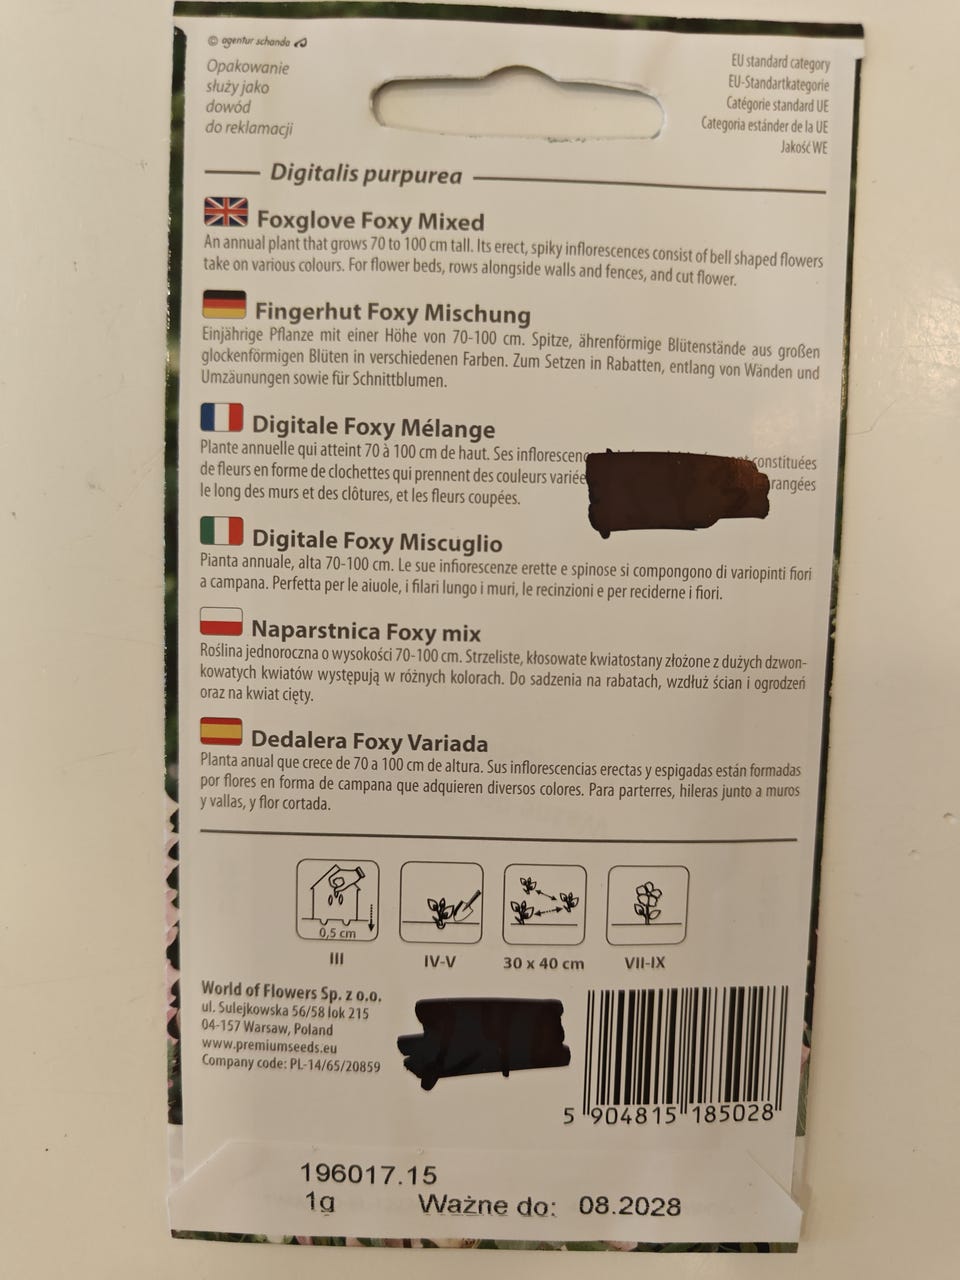 © agentur schanda
Opakowanie
służy jako
dowód
do reklamacji
EU standard category
EU-Standartkategorie
Catégorie standard UE
Categoria estánder de la UE
Jakość WE
Digitalis purpurea
Foxglove Foxy Mixed
An annual plant that grows 70 to 100 cm tall. Its erect, spiky inflorescences consist of bell shaped flowers
take on various colours. For flower beds, rows alongside walls and fences, and cut flower.
Fingerhut Foxy Mischung
Einjährige Pflanze mit einer Höhe von 70-100 cm. Spitze, ährenförmige Blütenstände aus großen
glockenförmigen Blüten in verschiedenen Farben. Zum Setzen in Rabatten, entlang von Wänden und
Umzäunungen sowie für Schnittblumen.
Digitale Foxy Mélange
Plante annuelle qui atteint 70 à 100 cm de haut. Ses constituées
de fleurs en forme de clochettes qui prennent des couleurs rangées
le long des murs et des clôtures, et les fleurs coupées.
Digitale Foxy Miscuglio
Pianta annuale, alta 70-100 cm. Le sue infiorescenze erette e spinose si compongono di variopinti fiori
a campana. Perfetta per le aiuole, i filari lungo i muri, le recinzioni e per reciderne i fiori.
Naparstnica Foxy mix
Roślina jednoroczna o wysokości 70-100 cm. Strzeliste, kłosowate kwiatostany złożone z dużych dzwon-
kowatych kwiatów występują w różnych kolorach. Do sadzenia na rabatach, wzdłuż ścian i ogrodzeń
oraz na kwiat cięty.
Dedalera Foxy Variada
Planta anual que crece de 70 a 100 cm de altura. Sus inflorescencias erectas y espigadas están formadas
por flores en forma de campana que adquieren diversos colores. Para parterres, hileras junto a muros
y vallas, y flor cortada.
0,5 cm
III
IV-V
30 x 40 cm
VII-IX
World of Flowers Sp. z o.o.
ul. Sulejkowska 56/58 lok 215
04-157 Warsaw, Poland
www.premiumseeds.eu
Company code: PL-14/65/20859
5 904815 185028
196017.15
1g Ważne do: 08.2028